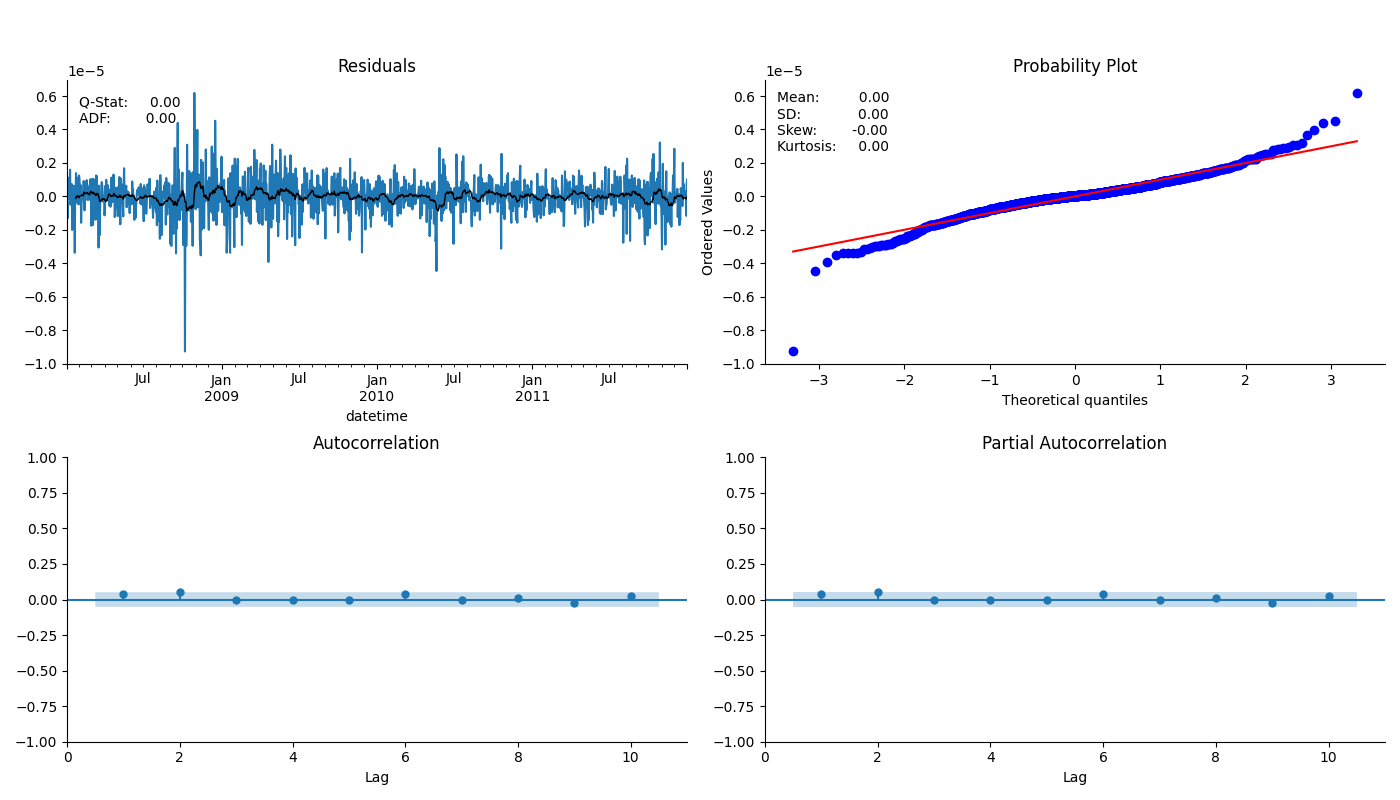 Residuals
1e−5
Q-Stat: 0.00
ADF: 0.00
0.6
0.4
0.2
0.0
−0.2
−0.4
−0.6
−0.8
−1.0
Jul Jan Jul Jan Jul Jan Jul
2009 2010 2011
datetime
Probability Plot
1e−5
Mean: 0.00
SD: 0.00
Skew: -0.00
Kurtosis: 0.00
Ordered Values
0.6
0.4
0.2
0.0
−0.2
−0.4
−0.6
−0.8
−1.0
−3 −2 −1 0 1 2 3
Theoretical quantiles
Autocorrelation
1.00
0.75
0.50
0.25
0.00
−0.25
−0.50
−0.75
−1.00
0 2 4 6 8 10
Lag
Partial Autocorrelation
1.00
0.75
0.50
0.25
0.00
−0.25
−0.50
−0.75
−1.00
0 2 4 6 8 10
Lag